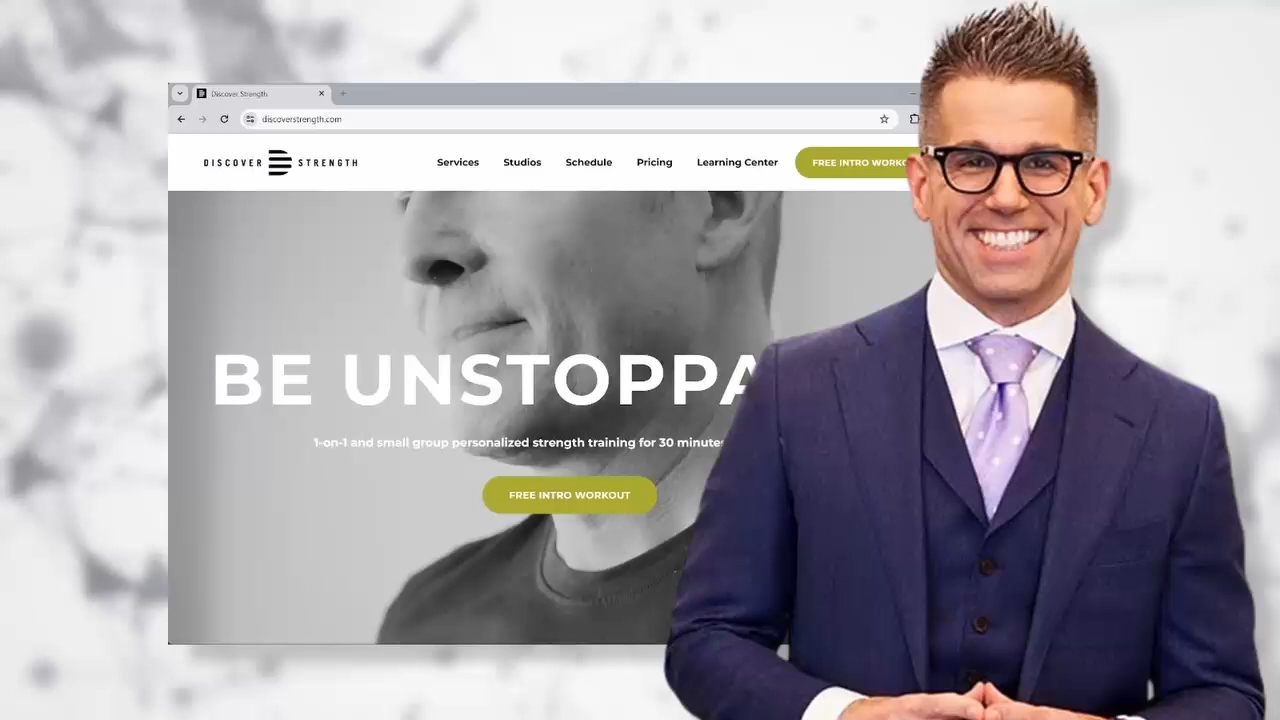 Discover Strength
discoverstrength.com
DISCOVER STRENGTH
Services Studios Schedule Pricing Learning Center FREE INTRO WORKO
BE UNSTOPPA
1-on-1 and small group personalized strength training for 30 minutes
FREE INTRO WORKOUT